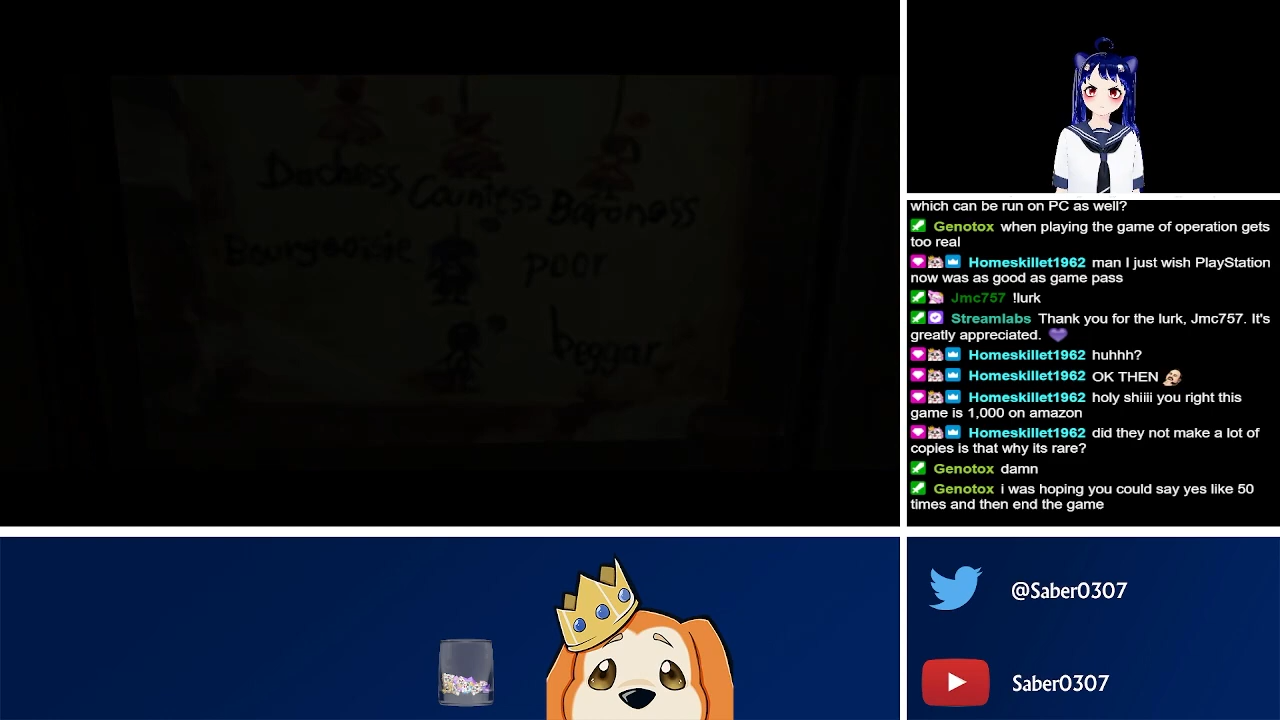 Duchess
Countess
Baroness
Bourgeoisie
poor
beggar
which can be run on PC as well?
Genotox when playing the game of operation gets
too real
Homeskillet1962 man I just wish PlayStation
now was as good as game pass
Jmc757 !lurk
Streamlabs Thank you for the lurk, Jmc757. It's
greatly appreciated.
Homeskillet1962 huhhh?
Homeskillet1962 OK THEN
Homeskillet1962 holy shiiii you right this
game is 1,000 on amazon
Homeskillet1962 did they not make a lot of
copies is that why its rare?
Genotox damn
Genotox i was hoping you could say yes like 50
times and then end the game
@Saber0307
Saber0307